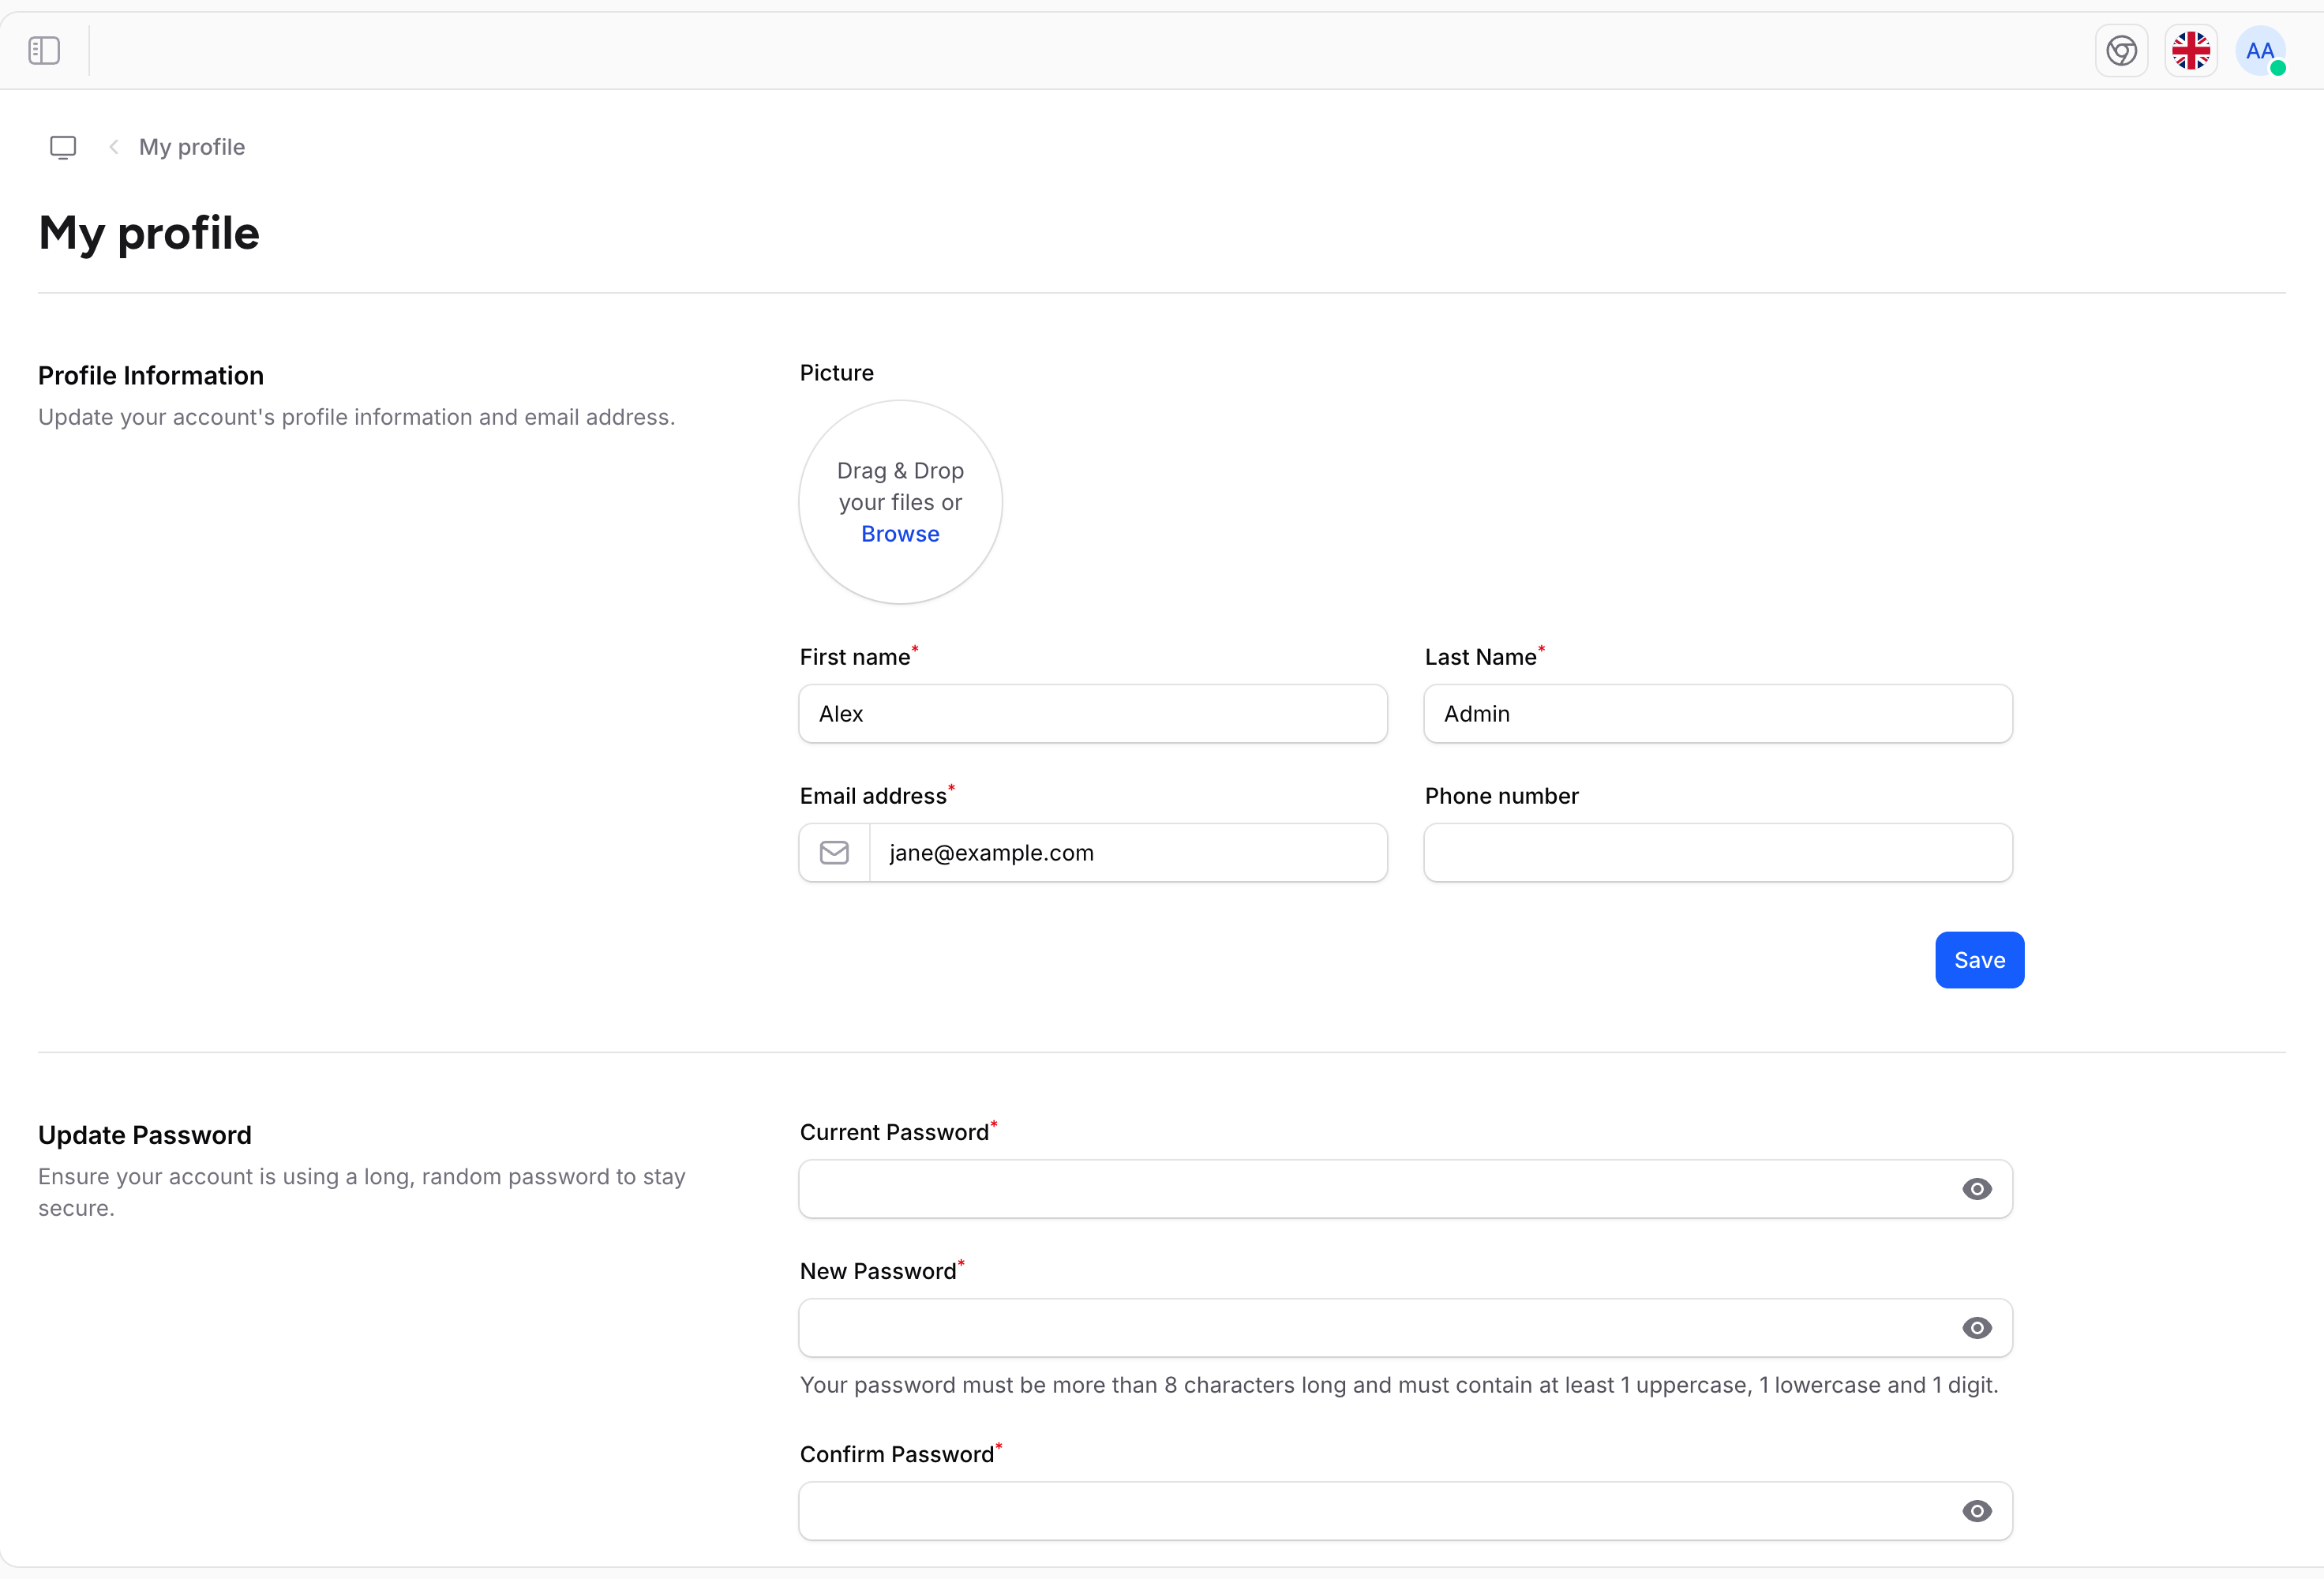 AA
My profile
My profile
Profile Information
Update your account's profile information and email address.
Picture
Drag & Drop
your files or
Browse
First name*
Last Name*
Alex
Admin
Email address*
Phone number
jane@example.com
Save
Update Password
Ensure your account is using a long, random password to stay
secure.
Current Password*
New Password*
Your password must be more than 8 characters long and must contain at least 1 uppercase, 1 lowercase and 1 digit.
Confirm Password*